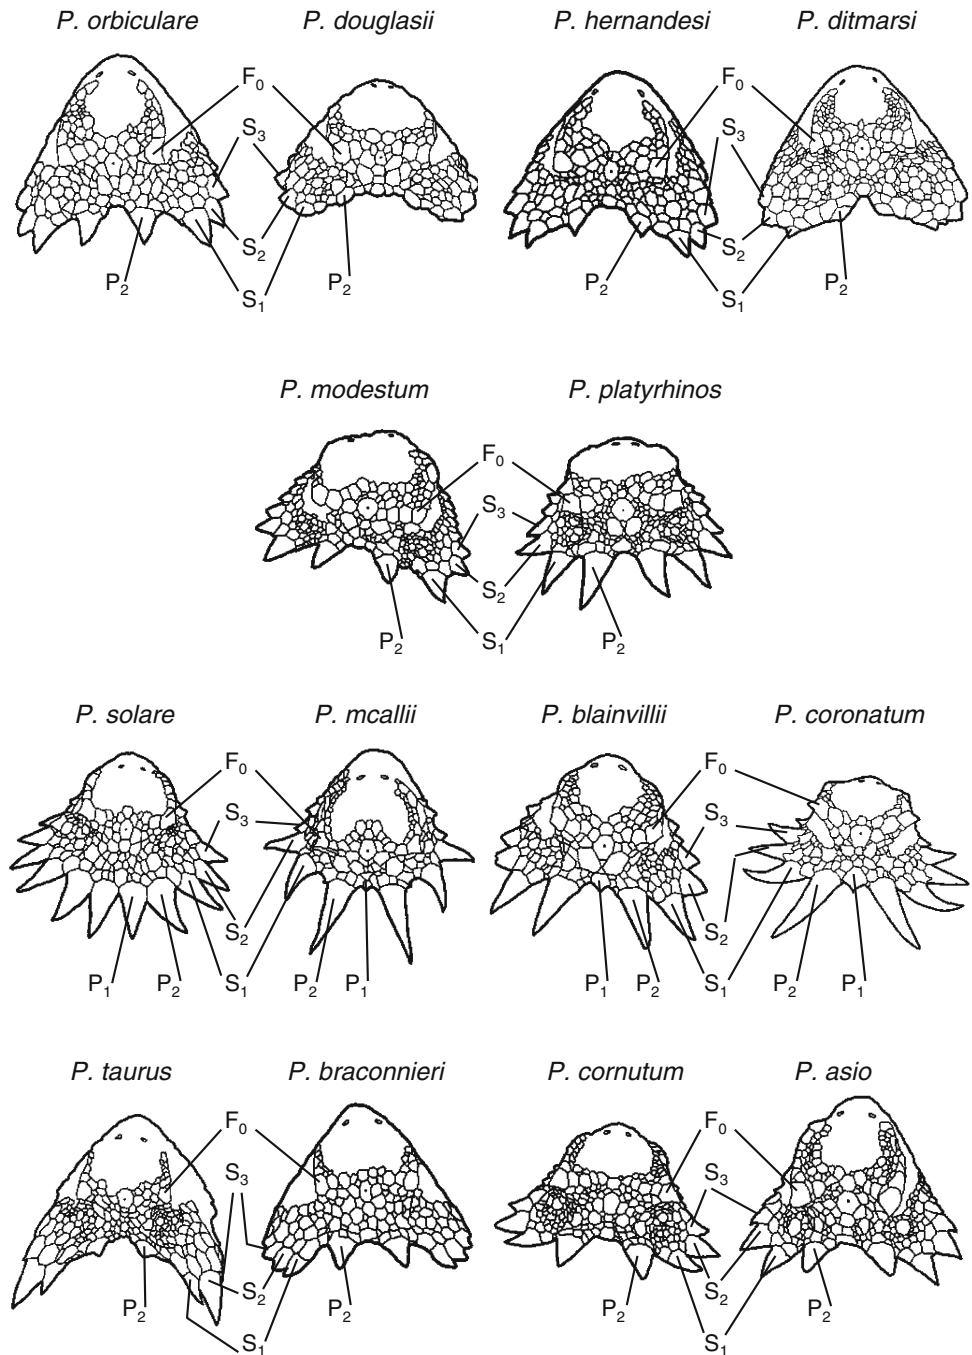 P. orbiculare P. douglasii P. hernandesi P. ditmarsi
F₀ F₀
S₃ S₃
S₂ S₂
P₂ P₂ P₂ P₂
S₁ S₁
P. modestum P. platyrhinos
F₀
S₃
S₂
P₂ S₁ P₂
P. solare P. mcallii P. blainvillii P. coronatum
F₀ F₀
S₃ S₃
S₂ S₂
P₁ P₂ S₁ P₂ P₁ P₁ P₂ S₁ P₂ P₁
P. taurus P. braconnieri P. cornutum P. asio
F₀ F₀
S₃ S₃
S₂ S₂
P₂ P₂ P₂ P₂
S₁ S₁